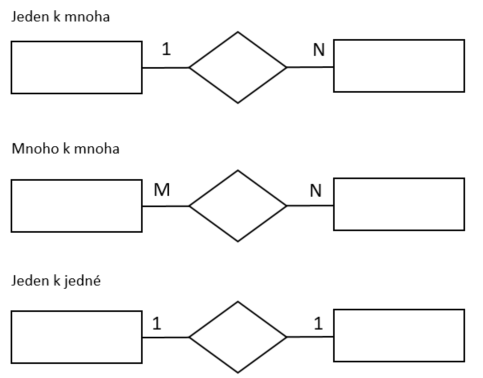 Jeden k mnoha
1 N
Mnoho k mnoha
M N
Jeden k jedné
1 1